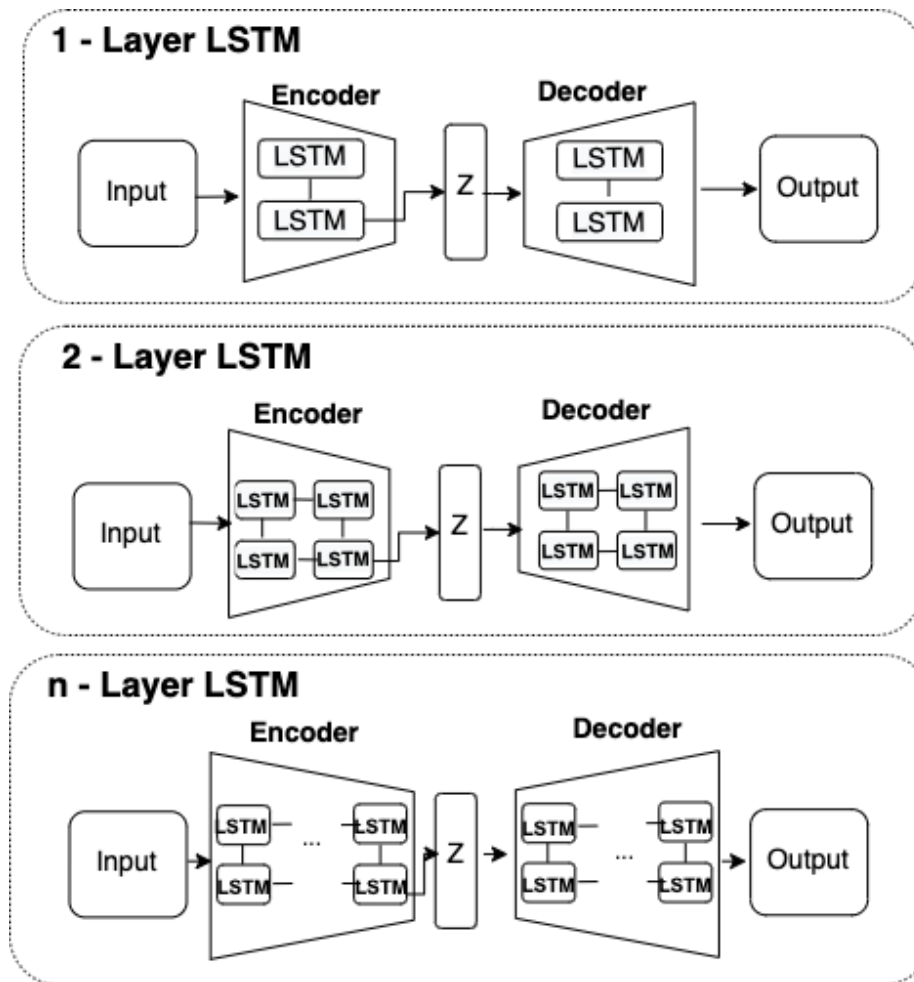 1 - Layer LSTM
Encoder
Decoder
Input
LSTM
LSTM
Z
LSTM
LSTM
Output
2 - Layer LSTM
Encoder
Decoder
Input
LSTM LSTM
LSTM LSTM
Z
LSTM LSTM
LSTM LSTM
Output
n - Layer LSTM
Encoder
Decoder
Input
LSTM ... LSTM
LSTM LSTM
Z
LSTM ... LSTM
LSTM LSTM
Output